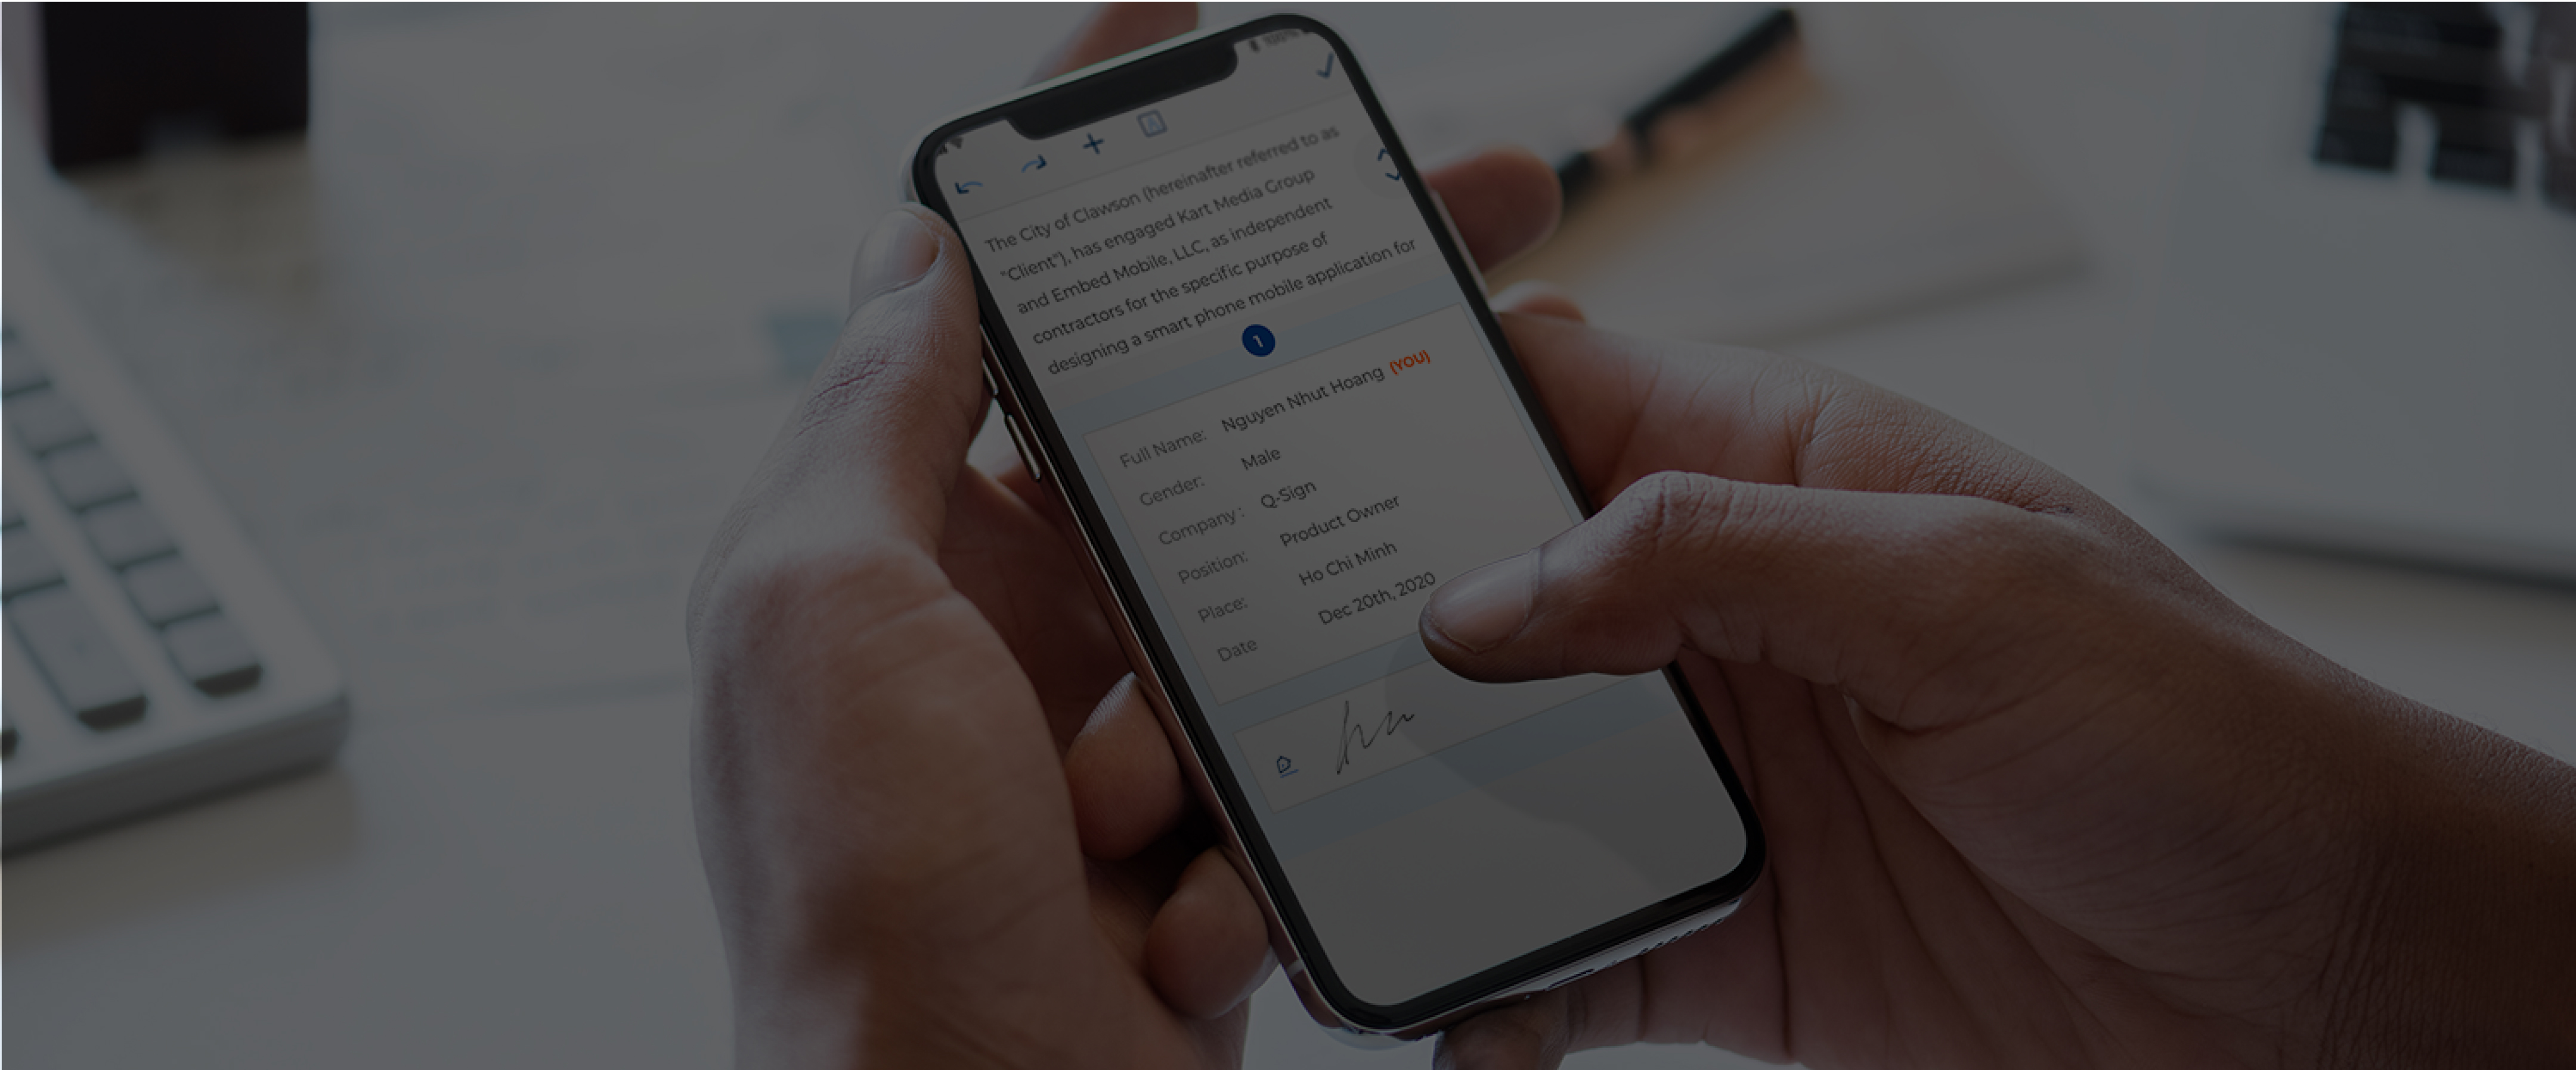 100%
The City of Clawson (hereinafter referred to as
"Client"), has engaged Kart Media Group
and Embed Mobile, LLC, as independent
contractors for the specific purpose of
designing a smart phone mobile application for
1
Full Name: Nguyen Nhut Hoang (YOU)
Gender: Male
Company: Q-Sign
Position: Product Owner
Place: Ho Chi Minh
Date Dec 20th, 2020